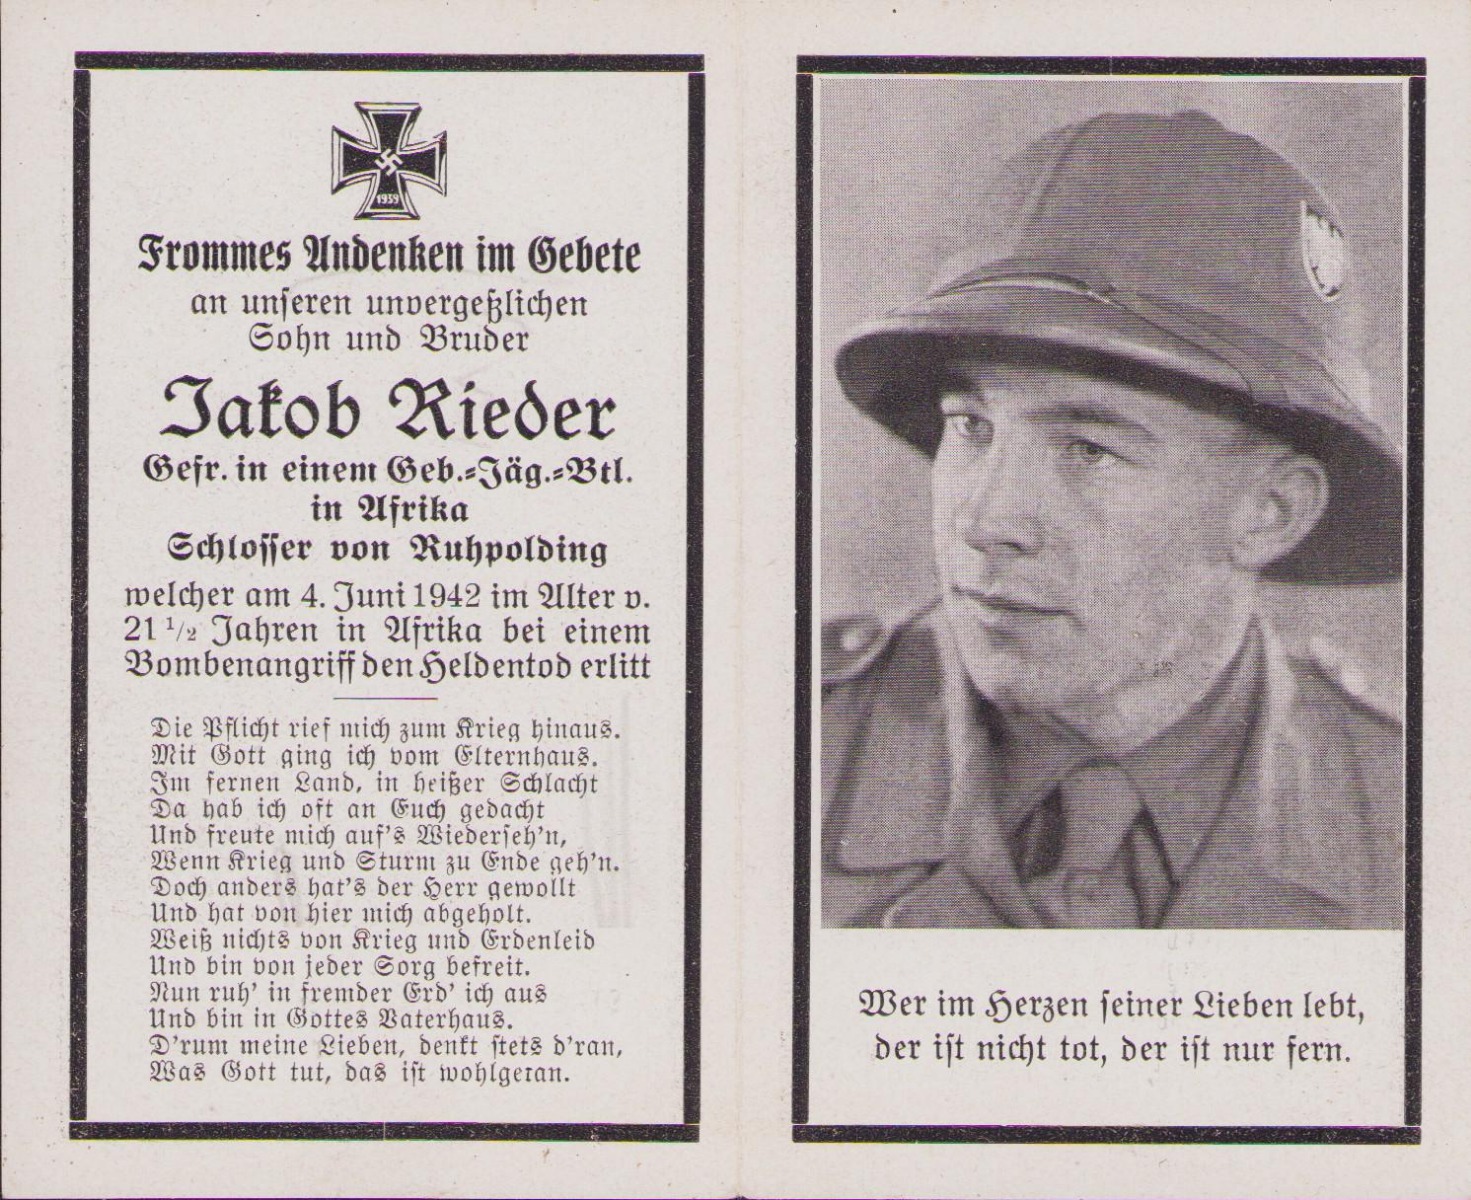 1939
Frommes Andenken im Gebete
an unseren unvergeßlichen
Sohn und Bruder
Jakob Rieder
Gefr. in einem Geb.-Jäg.-Btl.
in Afrika
Schlosser von Ruhpolding
welcher am 4. Juni 1942 im Alter v.
21 1/2 Jahren in Afrika bei einem
Bombenangriff den Heldentod erlitt
Die Pflicht rief mich zum Krieg hinaus.
Mit Gott ging ich vom Elternhaus.
Im fernen Land, in heißer Schlacht
Da hab ich oft an Euch gedacht
Und freute mich auf's Wiederseh'n,
Wenn Krieg und Sturm zu Ende geh'n.
Doch anders hat's der Herr gewollt
Und hat von hier mich abgeholt.
Weiß nichts von Krieg und Erdenleid
Und bin von jeder Sorg befreit.
Nun ruh' in fremder Erd' ich aus
Und bin in Gottes Vaterhaus.
D'rum meine Lieben, denkt stets d'ran,
Was Gott tut, das ist wohlgetan.
Wer im Herzen seiner Lieben lebt,
der ist nicht tot, der ist nur fern.